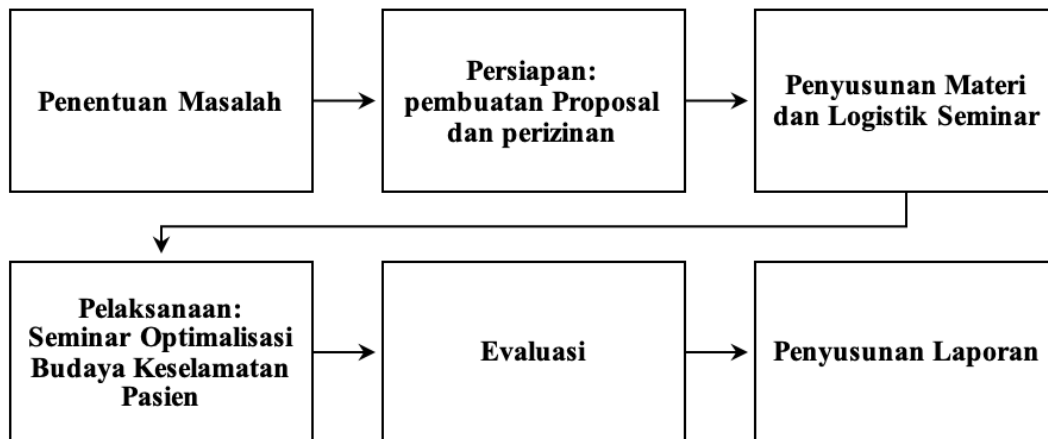 Penentuan Masalah
Persiapan:
pembuatan Proposal
dan perizinan
Penyusunan Materi
dan Logistik Seminar
Pelaksanaan:
Seminar Optimalisasi
Budaya Keselamatan
Pasien
Evaluasi
Penyusunan Laporan